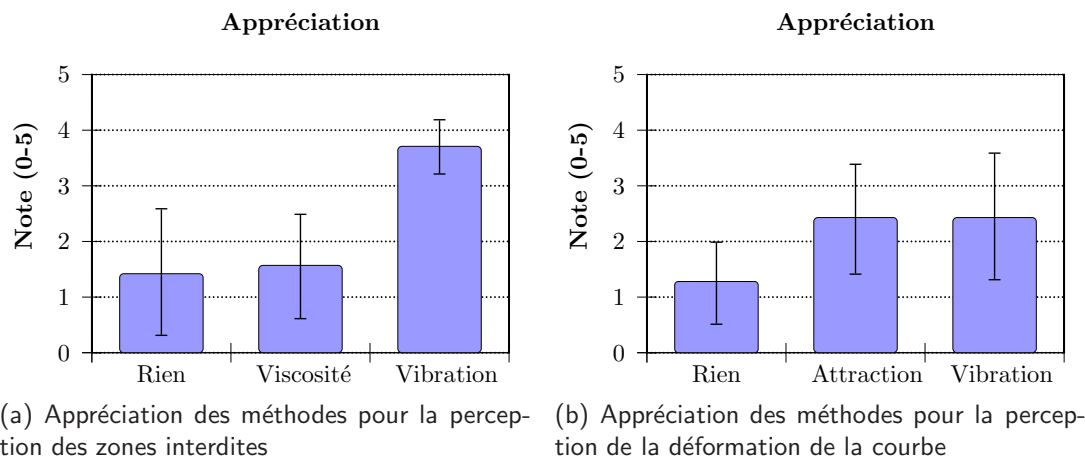 Appréciation
Note (0-5)
5
4
3
2
1
0
Rien Viscosité Vibration
(a) Appréciation des méthodes pour la percep-
tion des zones interdites
Appréciation
Note (0-5)
5
4
3
2
1
0
Rien Attraction Vibration
(b) Appréciation des méthodes pour la percep-
tion de la déformation de la courbe